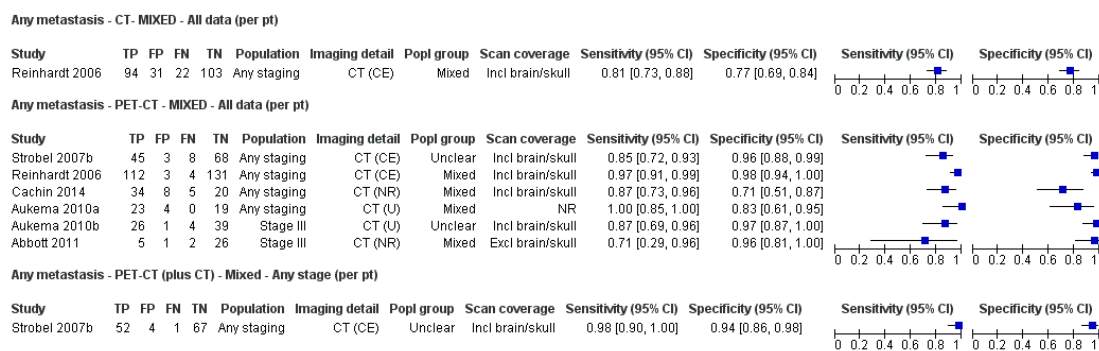 Any metastasis - CT- MIXED - All data (per pt)
Study TP FP FN TN Population Imaging detail Popl group Scan coverage Sensitivity (95% CI) Specificity (95% CI) Sensitivity (95% CI) Specificity (95% CI)
Reinhardt 2006 94 31 22 103 Any staging CT (CE) Mixed Incl brain/skull 0.81 [0.73, 0.88] 0.77 [0.69, 0.84]
0 0.2 0.4 0.6 0.8 1 0 0.2 0.4 0.6 0.8 1
Any metastasis - PET-CT - MIXED - All data (per pt)
Study TP FP FN TN Population Imaging detail Popl group Scan coverage Sensitivity (95% CI) Specificity (95% CI) Sensitivity (95% CI) Specificity (95% CI)
Strobel 2007b 45 3 8 68 Any staging CT (CE) Unclear Incl brain/skull 0.85 [0.72, 0.93] 0.96 [0.88, 0.99]
Reinhardt 2006 112 3 4 131 Any staging CT (CE) Mixed Incl brain/skull 0.97 [0.91, 0.99] 0.98 [0.94, 1.00]
Cachin 2014 34 8 5 20 Any staging CT (NR) Mixed Incl brain/skull 0.87 [0.73, 0.96] 0.71 [0.51, 0.87]
Aukema 2010a 23 4 0 19 Any staging CT (U) Mixed NR 1.00 [0.85, 1.00] 0.83 [0.61, 0.95]
Aukema 2010b 26 1 4 39 Stage III CT (U) Unclear Incl brain/skull 0.87 [0.69, 0.96] 0.97 [0.87, 1.00]
Abbott 2011 5 1 2 26 Stage III CT (NR) Mixed Excl brain/skull 0.71 [0.29, 0.96] 0.96 [0.81, 1.00]
0 0.2 0.4 0.6 0.8 1 0 0.2 0.4 0.6 0.8 1
Any metastasis - PET-CT (plus CT) - Mixed - Any stage (per pt)
Study TP FP FN TN Population Imaging detail Popl group Scan coverage Sensitivity (95% CI) Specificity (95% CI) Sensitivity (95% CI) Specificity (95% CI)
Strobel 2007b 52 4 1 67 Any staging CT (CE) Unclear Incl brain/skull 0.98 [0.90, 1.00] 0.94 [0.86, 0.98]
0 0.2 0.4 0.6 0.8 1 0 0.2 0.4 0.6 0.8 1